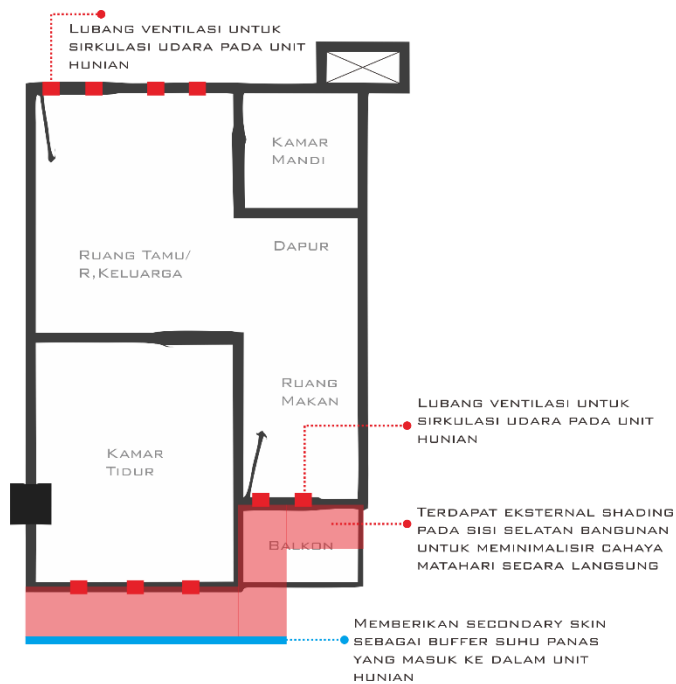 LUBANG VENTILASI UNTUK
SIRKULASI UDARA PADA UNIT
HUNIAN
KAMAR
MANDI
DAPUR
RUANG TAMU/
R,KELUARGA
RUANG
MAKAN
KAMAR
TIDUR
LUBANG VENTILASI UNTUK
SIRKULASI UDARA PADA UNIT
HUNIAN
TERDAPAT EKSTERNAL SHADING
PADA SISI SELATAN BANGUNAN
UNTUK MEMINIMALISIR CAHAYA
MATAHARI SECARA LANGSUNG
BALKON
MEMBERIKAN SECONDARY SKIN
SEBAGAI BUFFER SUHU PANAS
YANG MASUK KE DALAM UNIT
HUNIAN